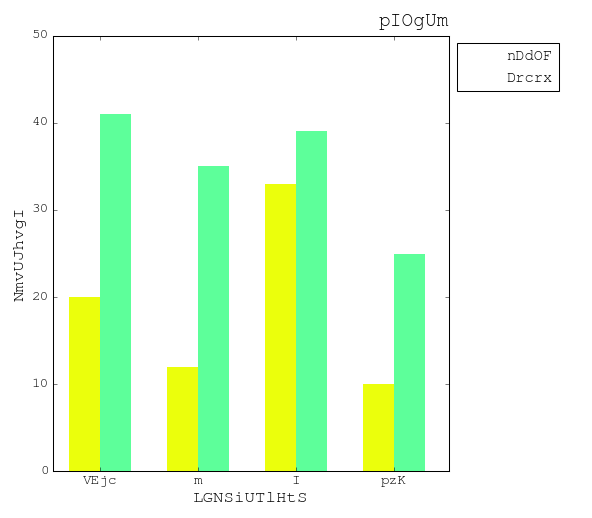 pIOgUm
50
40
30
20
10
0
NmvUJhvgI
VEjc m I pzK
LGNSiUTlHtS
nDdOF
Drcrx